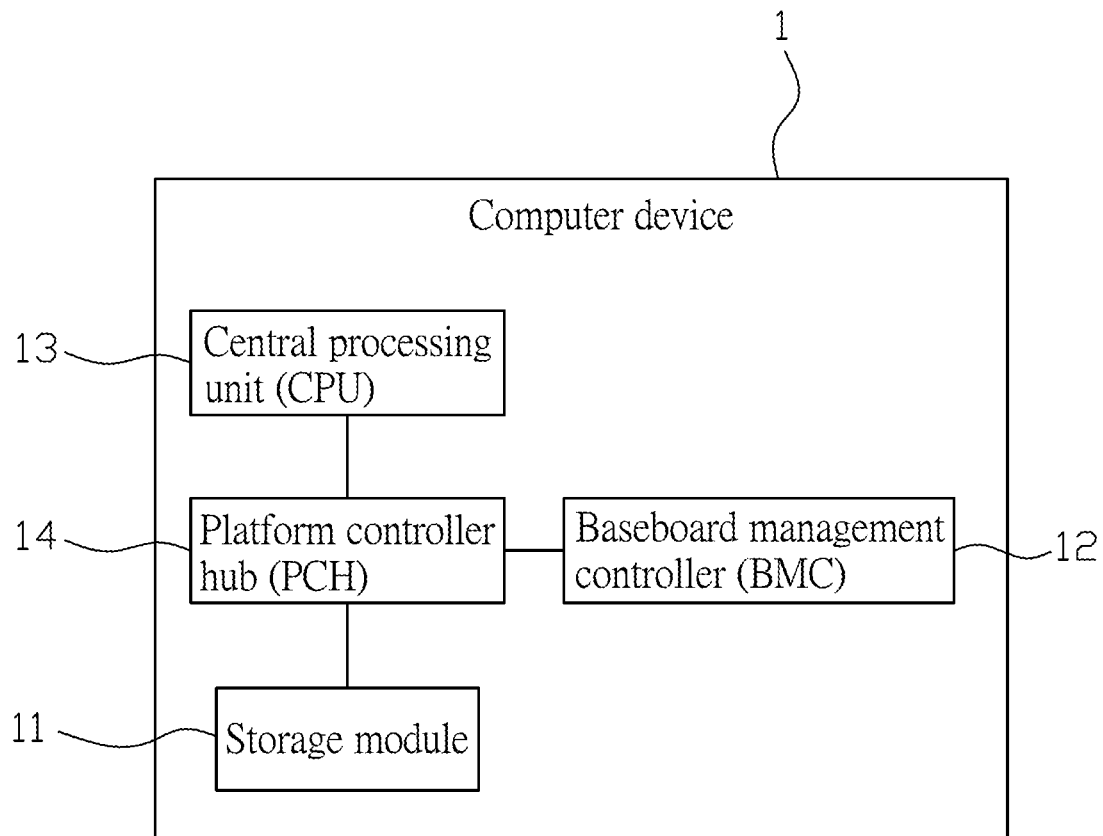 1
Computer device
13
Central processing
unit (CPU)
14
Platform controller
hub (PCH)
Baseboard management
controller (BMC)
12
11
Storage module